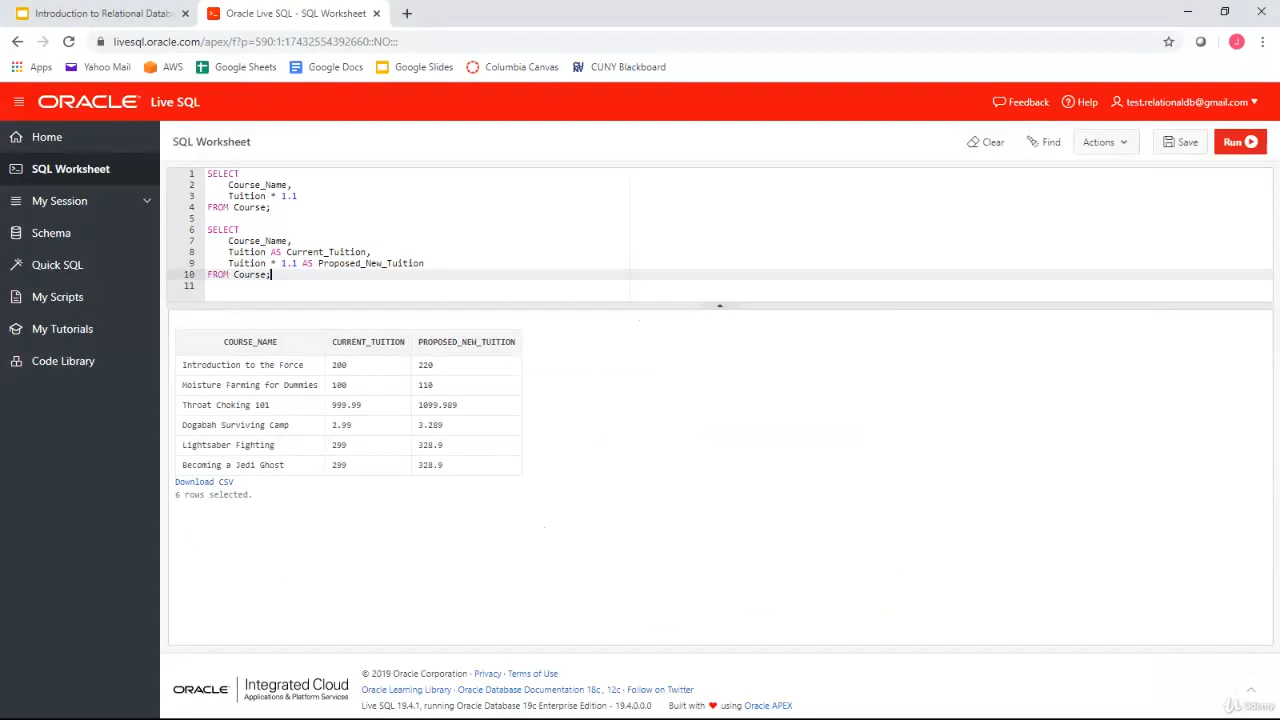 Introduction to Relational Datab
Oracle Live SQL - SQL Worksheet
livesql.oracle.com/apex/f?p=590:1:17432554392660::NO:::
J
Apps
Yahoo Mail
AWS
Google Sheets
Google Docs
Google Slides
Columbia Canvas
CUNY Blackboard
ORACLE Live SQL
Feedback
Help
test.relationaldb@gmail.com
Home
SQL Worksheet
My Session
Schema
Quick SQL
My Scripts
My Tutorials
Code Library
SQL Worksheet
Clear
Find
Actions
Save
Run
1 SELECT
2 Course_Name,
3 Tuition * 1.1
4 FROM Course;
5
6 SELECT
7 Course_Name,
8 Tuition AS Current_Tuition,
9 Tuition * 1.1 AS Proposed_New_Tuition
10 FROM Course;
11
COURSE_NAME CURRENT_TUITION PROPOSED_NEW_TUITION
Introduction to the Force 200 220
Moisture Farming for Dummies 100 110
Throat Choking 101 999.99 1099.989
Dogabah Surviving Camp 2.99 3.289
Lightsaber Fighting 299 328.9
Becoming a Jedi Ghost 299 328.9
Download CSV
6 rows selected.
ORACLE
Integrated Cloud
Applications & Platform Services
© 2019 Oracle Corporation · Privacy · Terms of Use
Oracle Learning Library · Oracle Database Documentation 18c, 12c · Follow on Twitter
Live SQL 19.4.1, running Oracle Database 19c Enterprise Edition - 19.4.0.0.0 Built with ❤ using Oracle APEX
Udemy